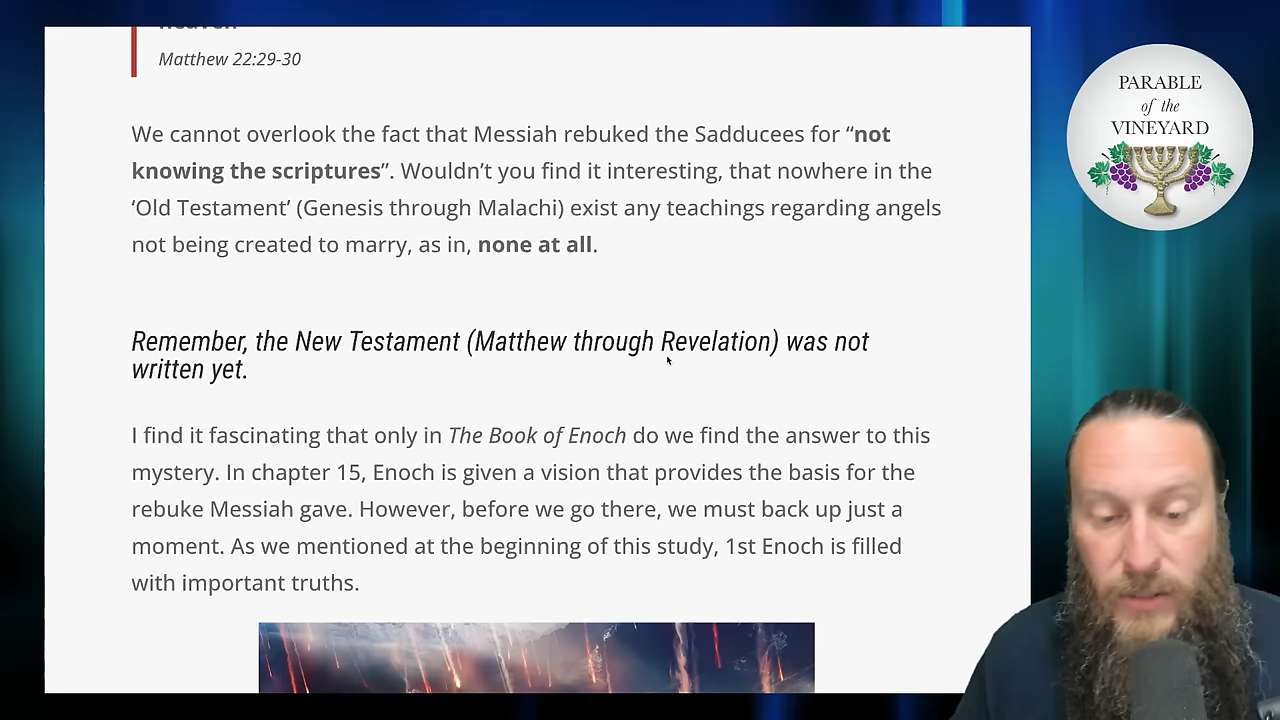 heaven
Matthew 22:29-30
We cannot overlook the fact that Messiah rebuked the Sadducees for “not
knowing the scriptures”. Wouldn’t you find it interesting, that nowhere in the
‘Old Testament’ (Genesis through Malachi) exist any teachings regarding angels
not being created to marry, as in, none at all.
Remember, the New Testament (Matthew through Revelation) was not
written yet.
I find it fascinating that only in The Book of Enoch do we find the answer to this
mystery. In chapter 15, Enoch is given a vision that provides the basis for the
rebuke Messiah gave. However, before we go there, we must back up just a
moment. As we mentioned at the beginning of this study, 1st Enoch is filled
with important truths.
PARABLE
of the
VINEYARD